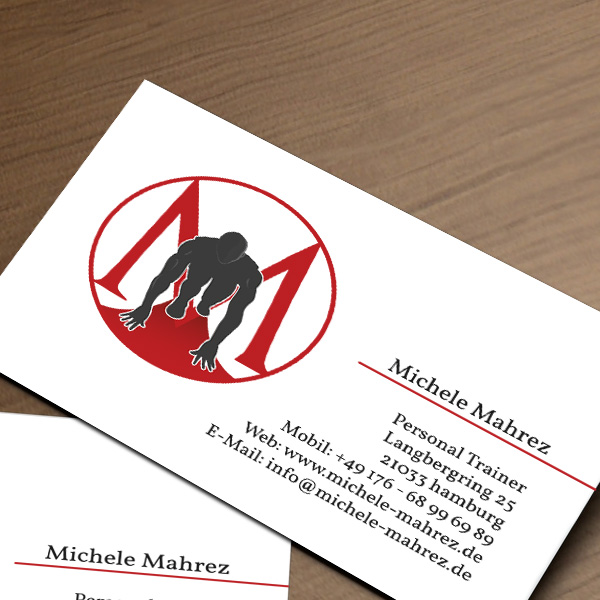 M
Michele Mahrez
Personal Trainer
Langbergring 25
21033 hamburg
Mobil: +49 176 - 68 99 69 89
Web: www.michele-mahrez.de
E-Mail: info@michele-mahrez.de
Michele Mahrez